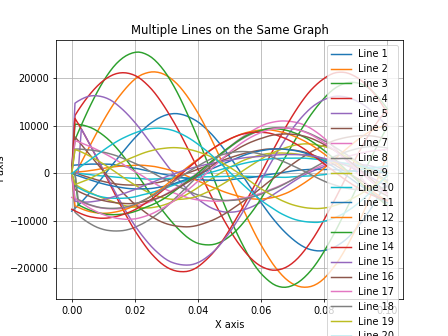 Multiple Lines on the Same Graph
20000
10000
0
−10000
−20000
0.00
0.02
0.04
0.06
X axis
Line 1
Line 2
Line 3
Line 4
Line 5
Line 6
Line 7
Line 8
Line 9
Line 10
Line 11
Line 12
Line 13
Line 14
Line 15
Line 16
Line 17
Line 18
Line 19
Line 20